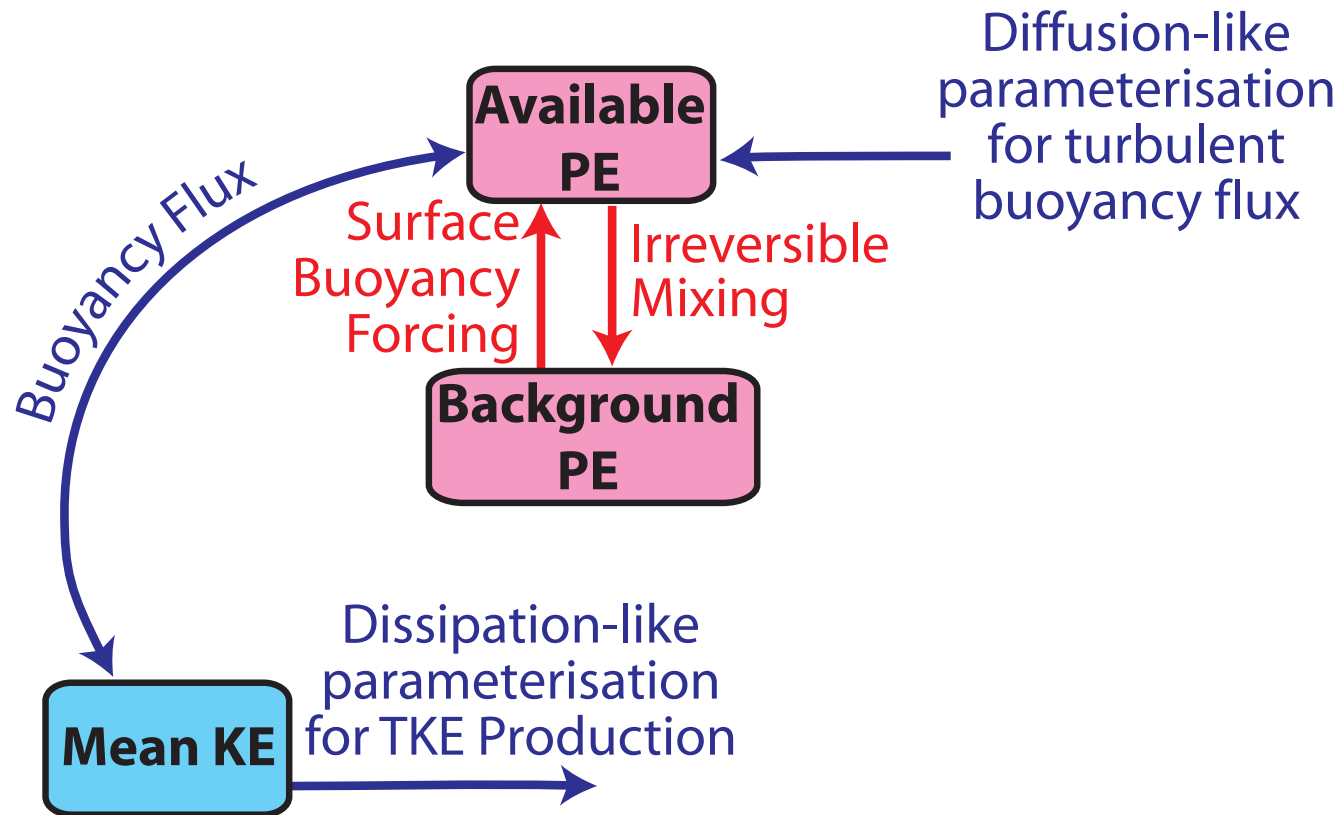 Diffusion-like
parameterisation
for turbulent
buoyancy flux
Available
PE
Buoyancy Flux
Surface
Buoyancy
Forcing
Irreversible
Mixing
Background
PE
Dissipation-like
parameterisation
for TKE Production
Mean KE